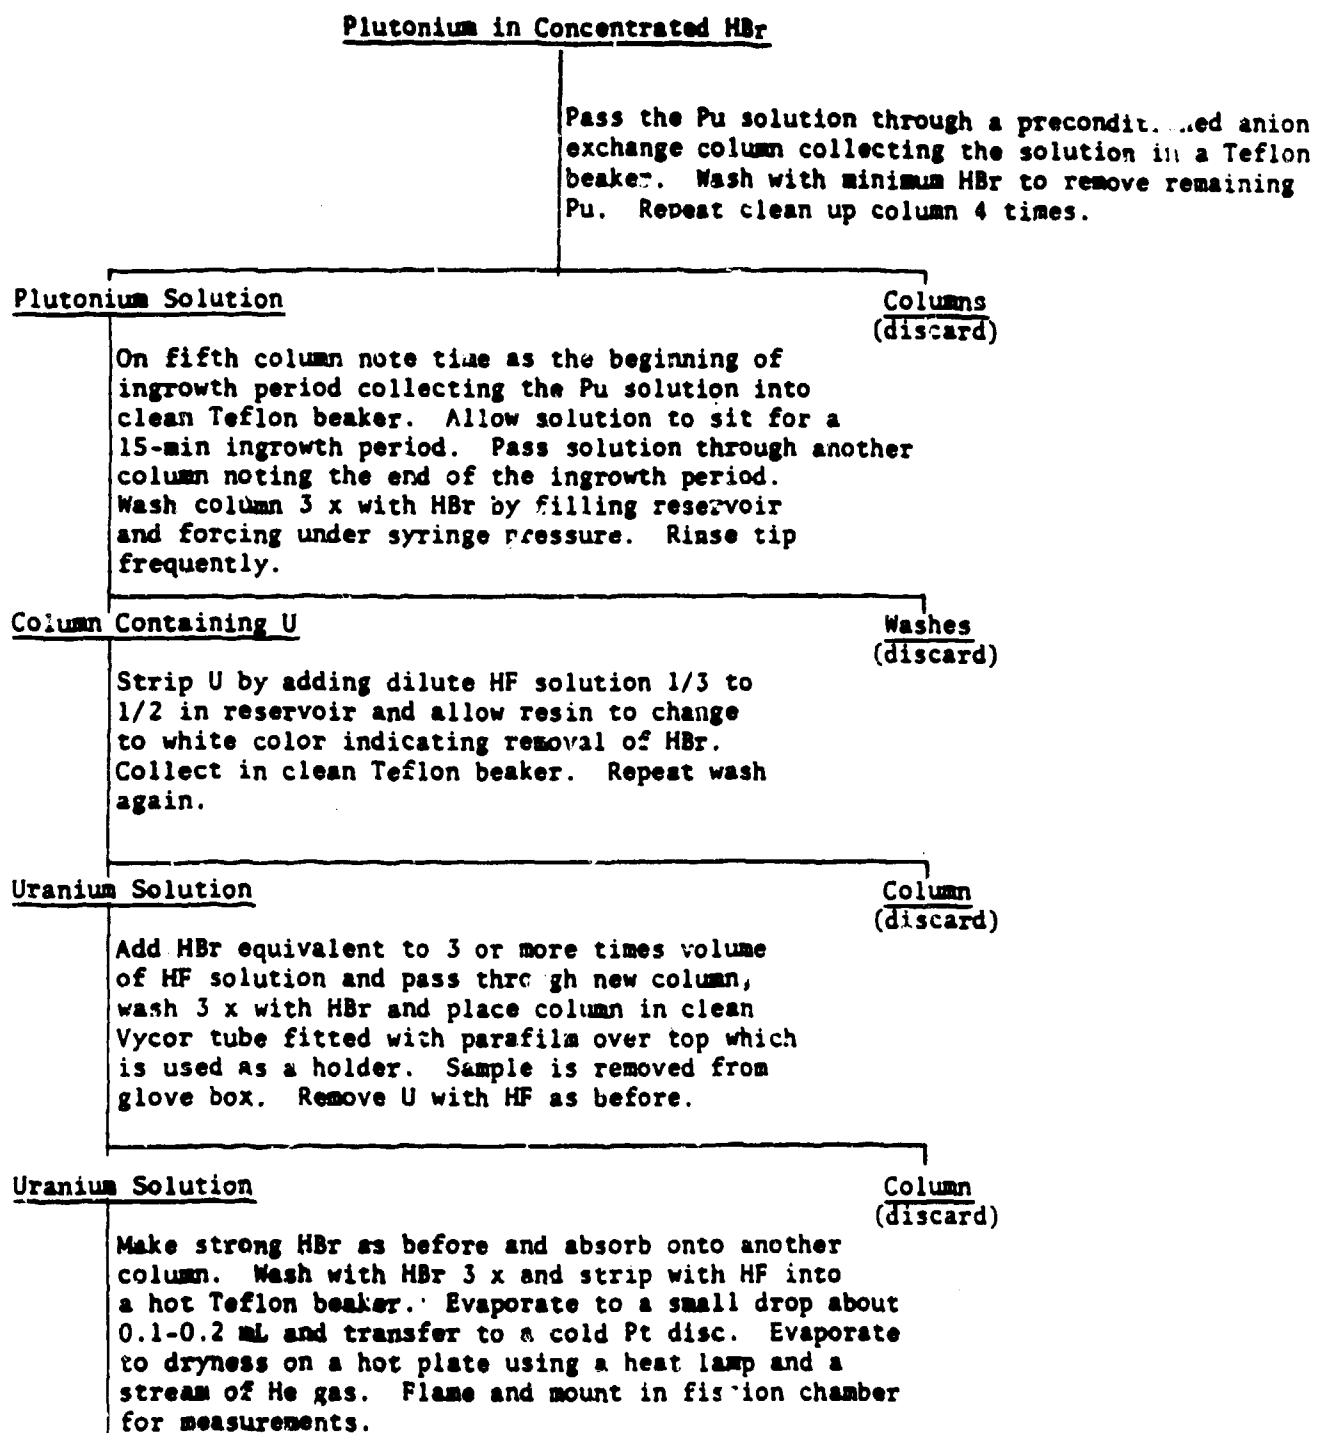 Plutonium in Concentrated HBr
Pass the Pu solution through a anion
exchange column collecting the solution in a Teflon
beaker. Wash with minimum HBr to remove remaining
Pu. Repeat clean up column 4 times.
Plutonium Solution
Columns
(discard)
On fifth column note time as the beginning of
ingrowth period collecting the Pu solution into
clean Teflon beaker. Allow solution to sit for a
15-min ingrowth period. Pass solution through another
column noting the end of the ingrowth period.
Wash column 3 x with HBr by filling reservoir
and forcing under syringe pressure. Rinse tip
frequently.
Column Containing U
Washes
(discard)
Strip U by adding dilute HF solution 1/3 to
1/2 in reservoir and allow resin to change
to white color indicating removal of HBr.
Collect in clean Teflon beaker. Repeat wash
again.
Uranium Solution
Column
(discard)
Add HBr equivalent to 3 or more times volume
of HF solution and pass through new column,
wash 3 x with HBr and place column in clean
Vycor tube fitted with parafilm over top which
is used as a holder. Sample is removed from
glove box. Remove U with HF as before.
Uranium Solution
Column
(discard)
Make strong HBr as before and absorb onto another
column. Wash with HBr 3 x and strip with HF into
a hot Teflon beaker. Evaporate to a small drop about
0.1-0.2 mL and transfer to a cold Pt disc. Evaporate
to dryness on a hot plate using a heat lamp and a
stream of He gas. Flame and mount in fission chamber
for measurements.